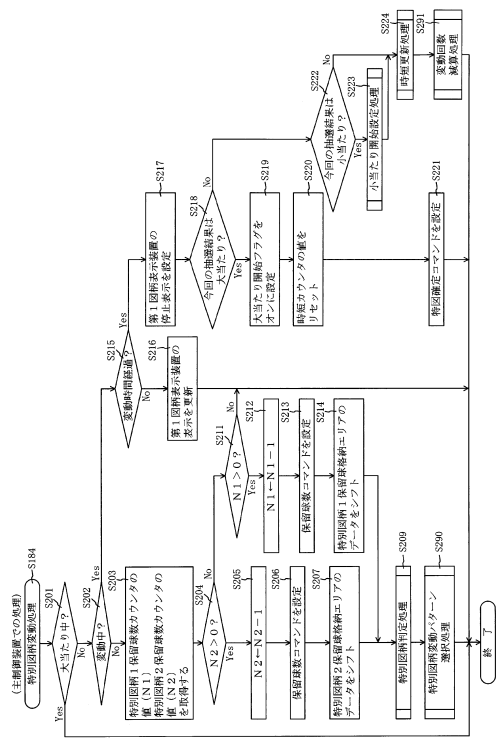 (主制御装置での処理)
特別図柄変動処理
S184
S201
大当たり中？
Yes
No
S202
変動中？
Yes
No
S203
特別図柄１保留球数カウンタの
値（Ｎ１）
特別図柄２保留球数カウンタの
値（Ｎ２）
を取得する
S204
Ｎ２＞０？
No
Yes
S205
Ｎ２←Ｎ２－１
S206
保留球数コマンドを設定
S207
特別図柄２保留球格納エリアの
データをシフト
S211
Ｎ１＞０？
No
Yes
S212
Ｎ１←Ｎ１－１
S213
保留球数コマンドを設定
S214
特別図柄１保留球格納エリアの
データをシフト
S209
特別図柄判定処理
S290
特別図柄変動パターン
選択処理
S215
変動時間経過？
Yes
No
S216
第１図柄表示装置の
表示を更新
S217
第１図柄表示装置の
停止表示を設定
S218
今回の抽選結果は
大当たり？
No
Yes
S219
大当たり開始フラグを
オンに設定
S220
時短カウンタの値を
リセット
S222
今回の抽選結果は
小当たり？
No
Yes
S223
小当たり開始設定処理
S224
時短更新処理
S291
変動回数
減算処理
S221
特図確定コマンドを設定
終了